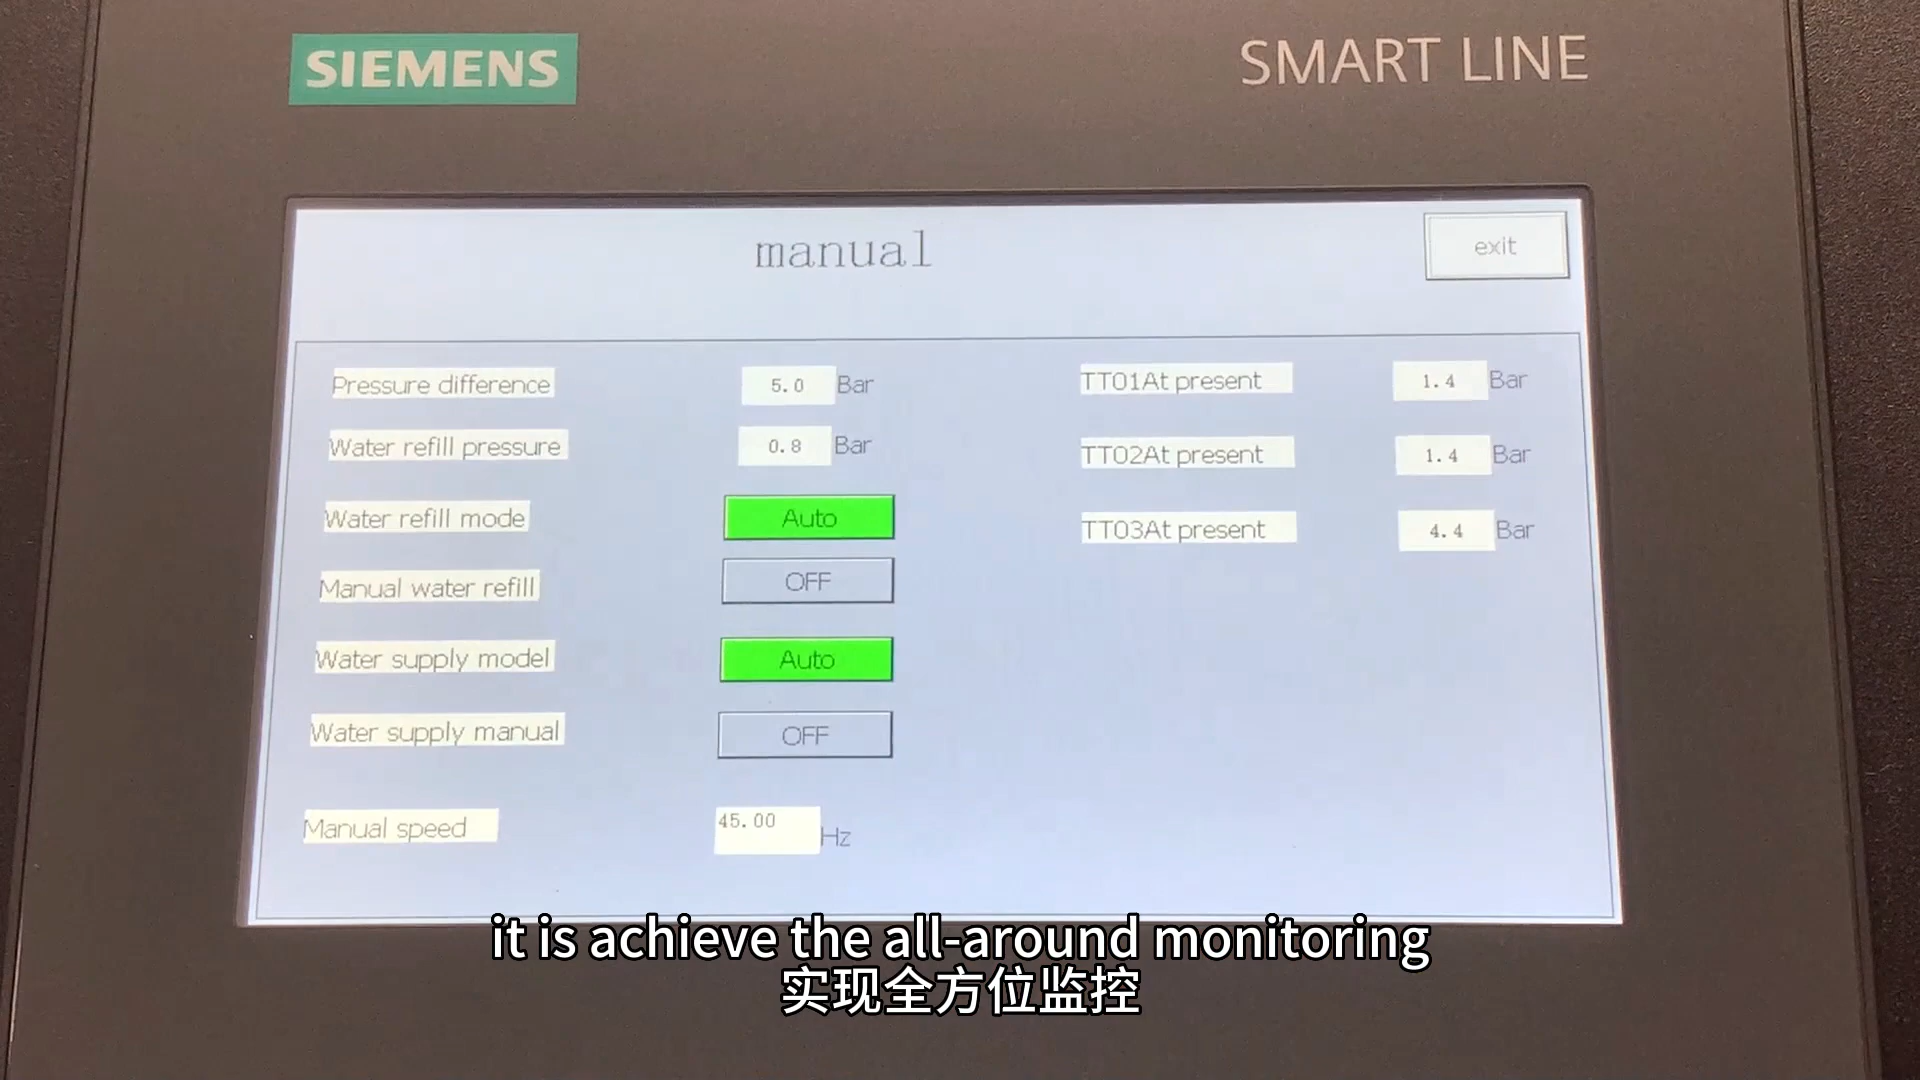 SIEMENS
SMART LINE
manual
exit
Pressure difference 5.0 Bar
TT01At present 1.4 Bar
Water refill pressure 0.8 Bar
TT02At present 1.4 Bar
Water refill mode Auto
TT03At present 4.4 Bar
Manual water refill OFF
Water supply model Auto
Water supply manual OFF
Manual speed 45.00 Hz
it is achieve the all-around monitoring
实现全方位监控